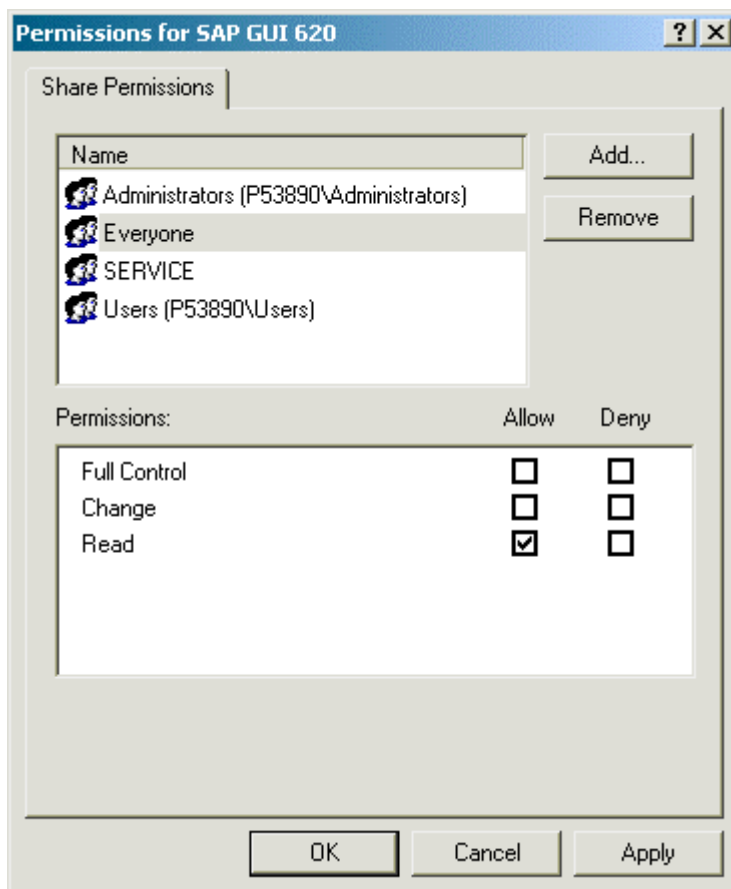 Permissions for SAP GUI 620
Share Permissions
Name
Add...
Administrators (P53890\Administrators)
Remove
Everyone
SERVICE
Users (P53890\Users)
Permissions: Allow Deny
Full Control
Change
Read
OK Cancel Apply